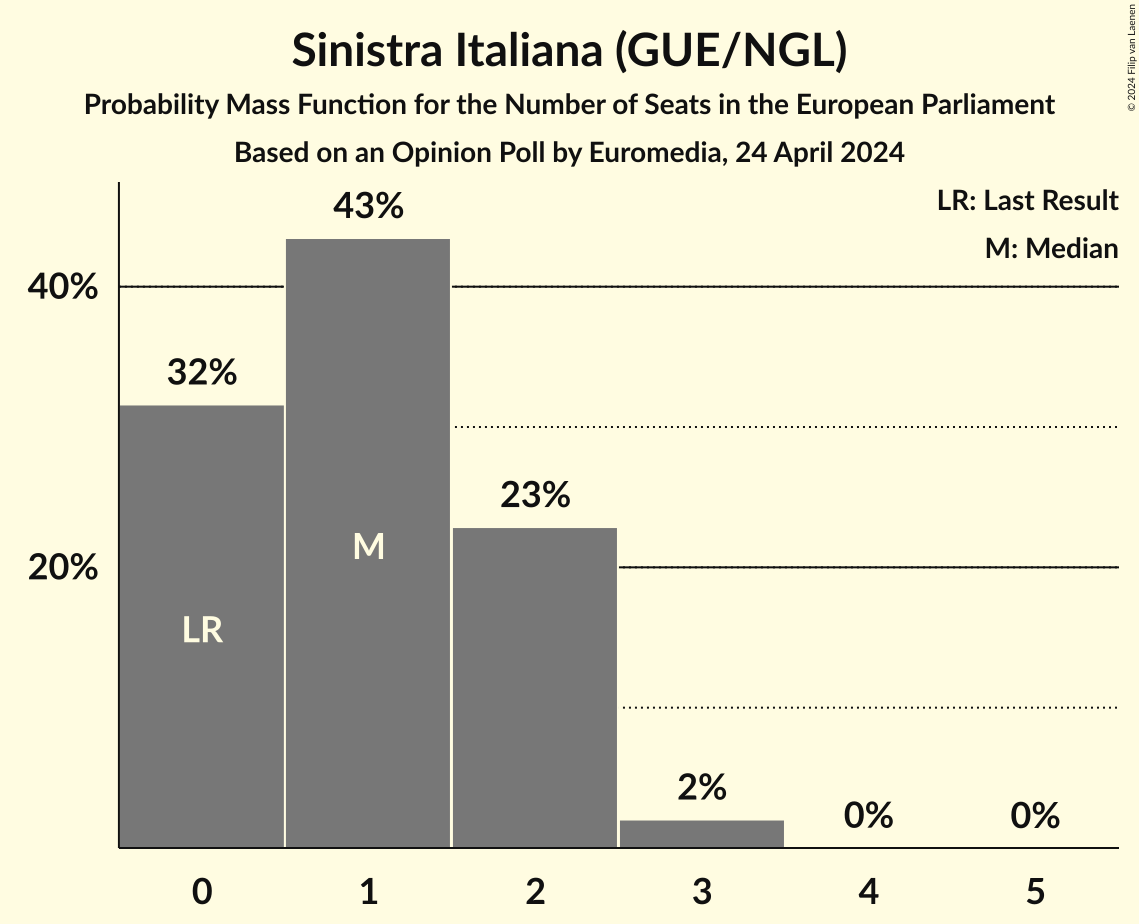 Sinistra Italiana (GUE/NGL)
Probability Mass Function for the Number of Seats in the European Parliament
Based on an Opinion Poll by Euromedia, 24 April 2024
© 2024 Filip van Laenen
LR: Last Result
M: Median
43%
40%
32%
23%
M
20%
LR
2%
0%
0%
0 1 2 3 4 5